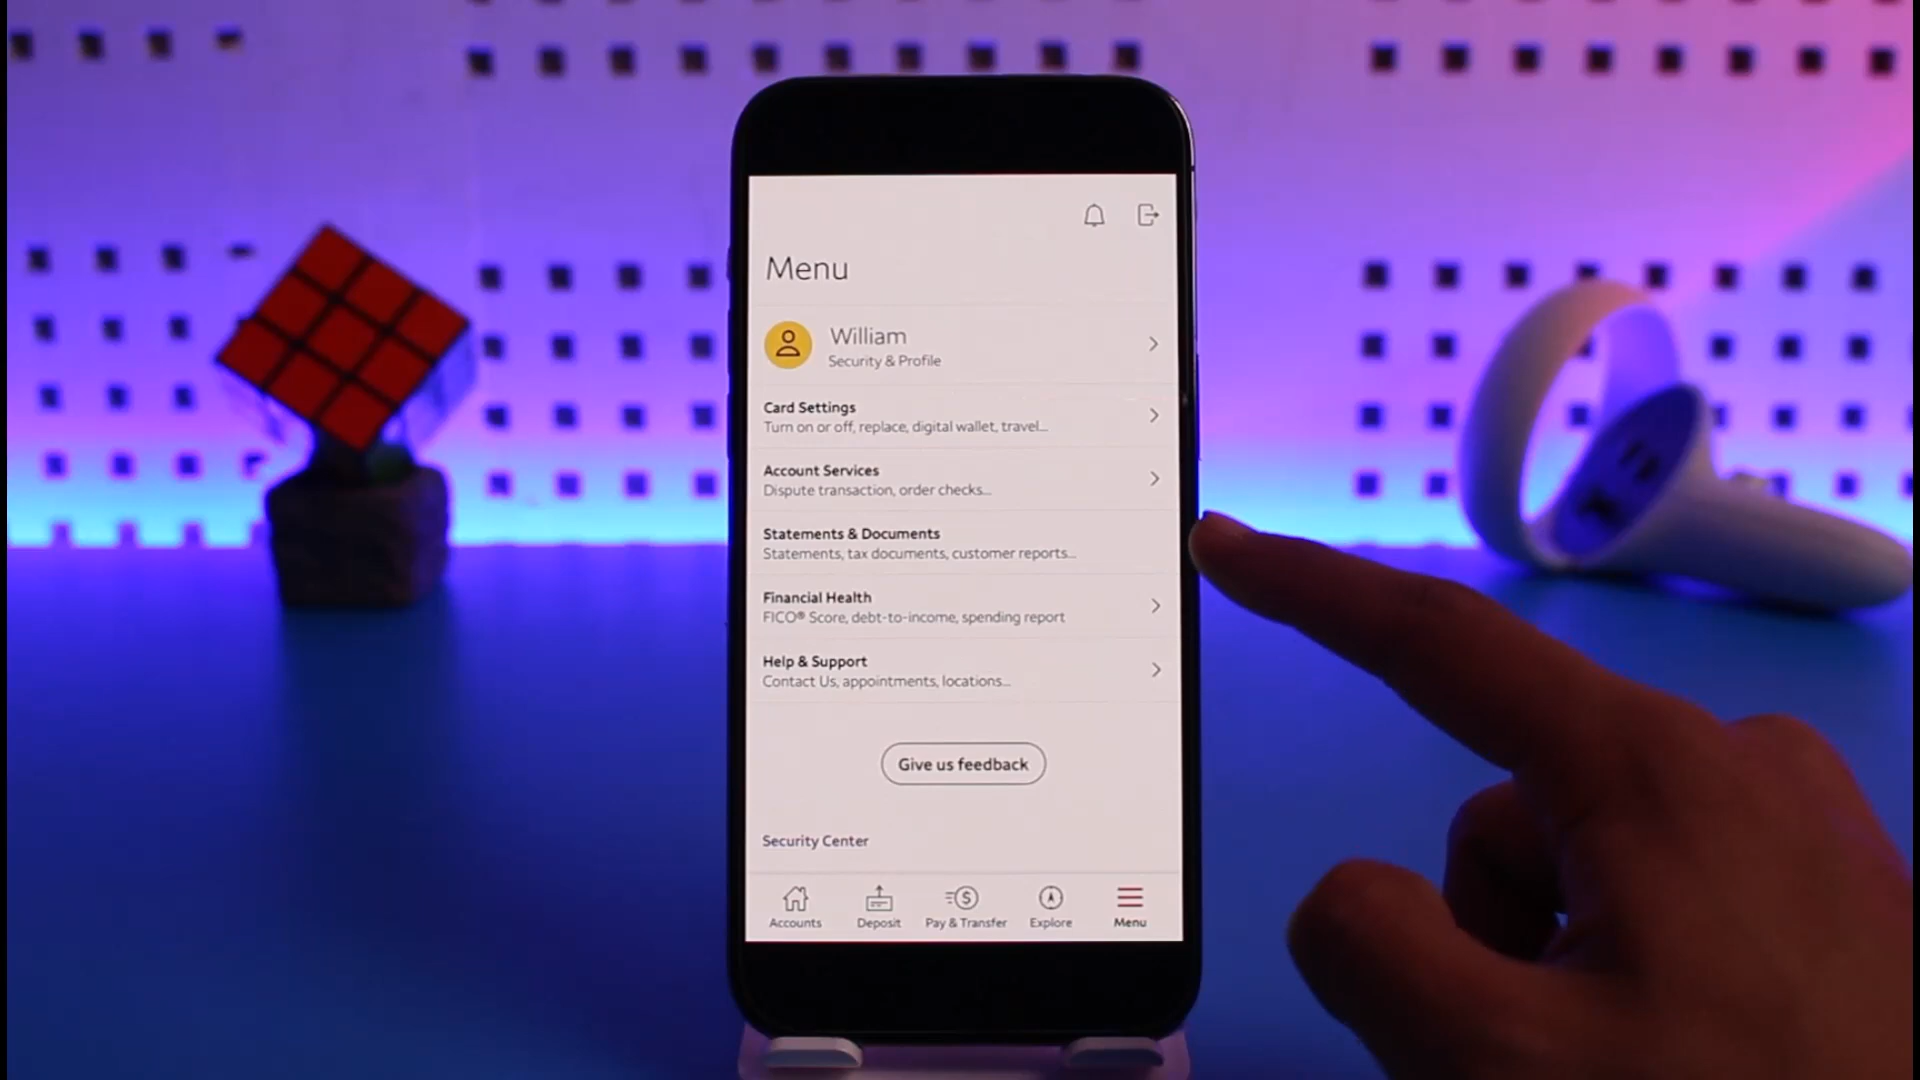 Menu
William
Security & Profile
Card Settings
Turn on or off, replace, digital wallet, travel...
Account Services
Dispute transaction, order checks...
Statements & Documents
Statements, tax documents, customer reports...
Financial Health
FICO® Score, debt-to-income, spending report
Help & Support
Contact Us, appointments, locations...
Give us feedback
Security Center
Accounts
Deposit
Pay & Transfer
Explore
Menu